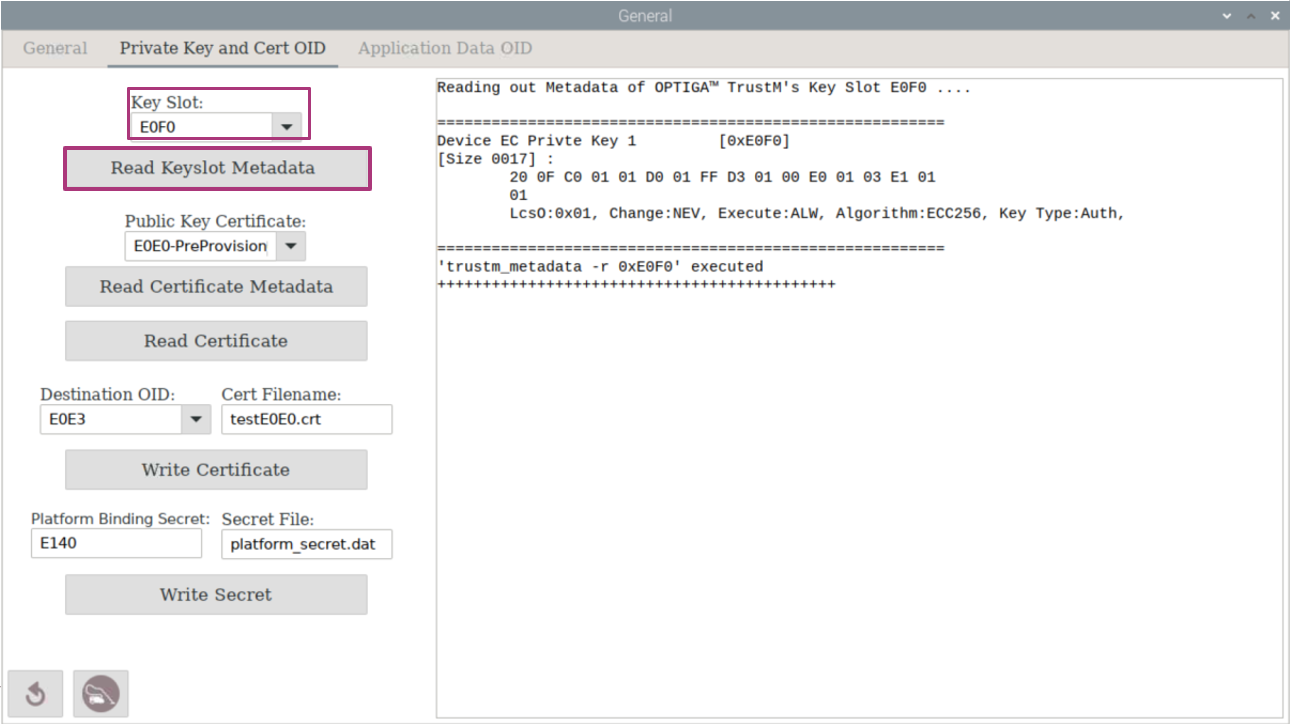 General
General
Private Key and Cert OID
Application Data OID
Key Slot:
E0F0
Read Keyslot Metadata
Public Key Certificate:
E0E0-PreProvision
Read Certificate Metadata
Read Certificate
Destination OID:
Cert Filename:
E0E3
testE0E0.crt
Write Certificate
Platform Binding Secret:
Secret File:
E140
platform_secret.dat
Write Secret
Reading out Metadata of OPTIGA™ TrustM's Key Slot E0F0 ....
========================================================
Device EC Privte Key 1 [0xE0F0]
[Size 0017] :
20 0F C0 01 01 D0 01 FF D3 01 00 E0 01 03 E1 01
01
LcsO:0x01, Change:NEV, Execute:ALW, Algorithm:ECC256, Key Type:Auth,
========================================================
'trustm_metadata -r 0xE0F0' executed
++++++++++++++++++++++++++++++++++++++++++++